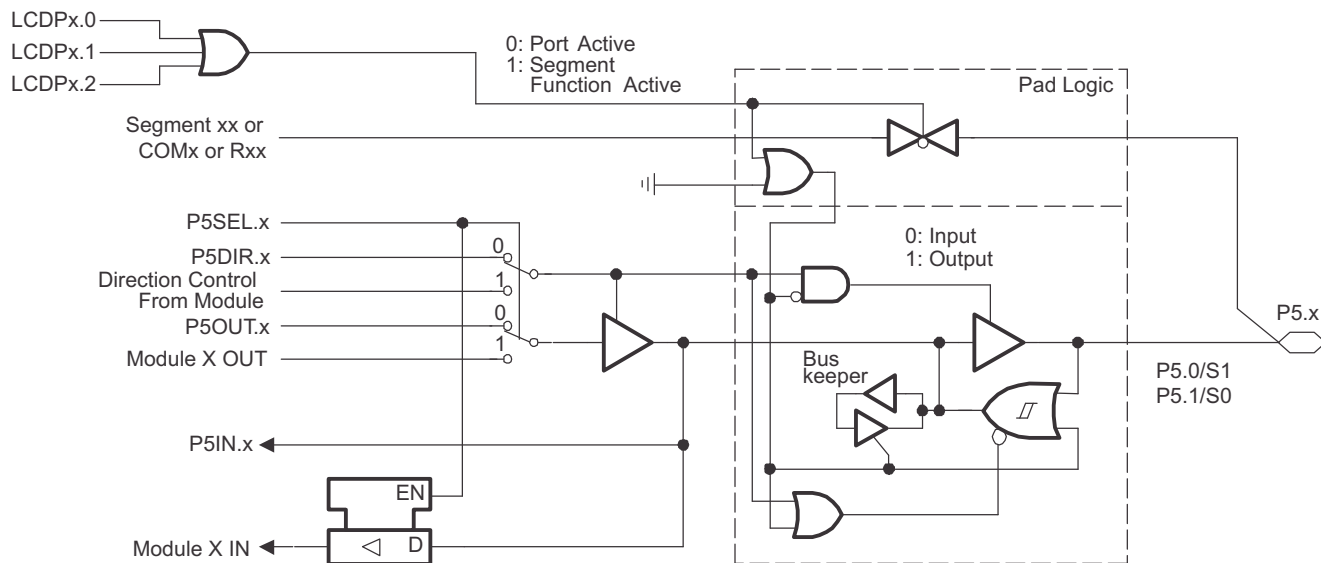 LCDPx.0
LCDPx.1
LCDPx.2
0: Port Active
1: Segment
Function Active
Pad Logic
Segment xx or
COMx or Rxx
P5SEL.x
P5DIR.x
0
Direction Control
From Module
1
P5OUT.x
0
Module X OUT
1
0: Input
1: Output
P5.x
Bus
keeper
P5.0/S1
P5.1/S0
P5IN.x
EN
Module X IN
D